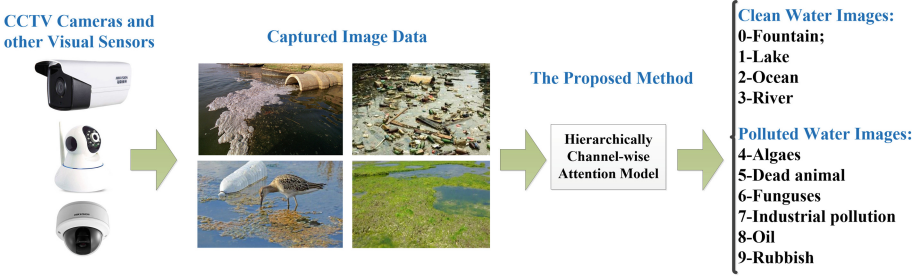 CCTV Cameras and
other Visual Sensors
Captured Image Data
The Proposed Method
Hierarchically
Channel-wise
Attention Model
Clean Water Images:
0-Fountain;
1-Lake
2-Ocean
3-River
Polluted Water Images:
4-Algaes
5-Dead animal
6-Funguses
7-Industrial pollution
8-Oil
9-Rubbish